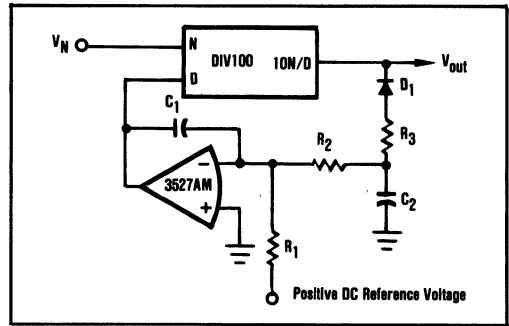 V_N
N
DIV100
10N/D
V_out
D
D_1
C_1
R_3
R_2
3527AM
−
+
C_2
R_1
Positive DC Reference Voltage